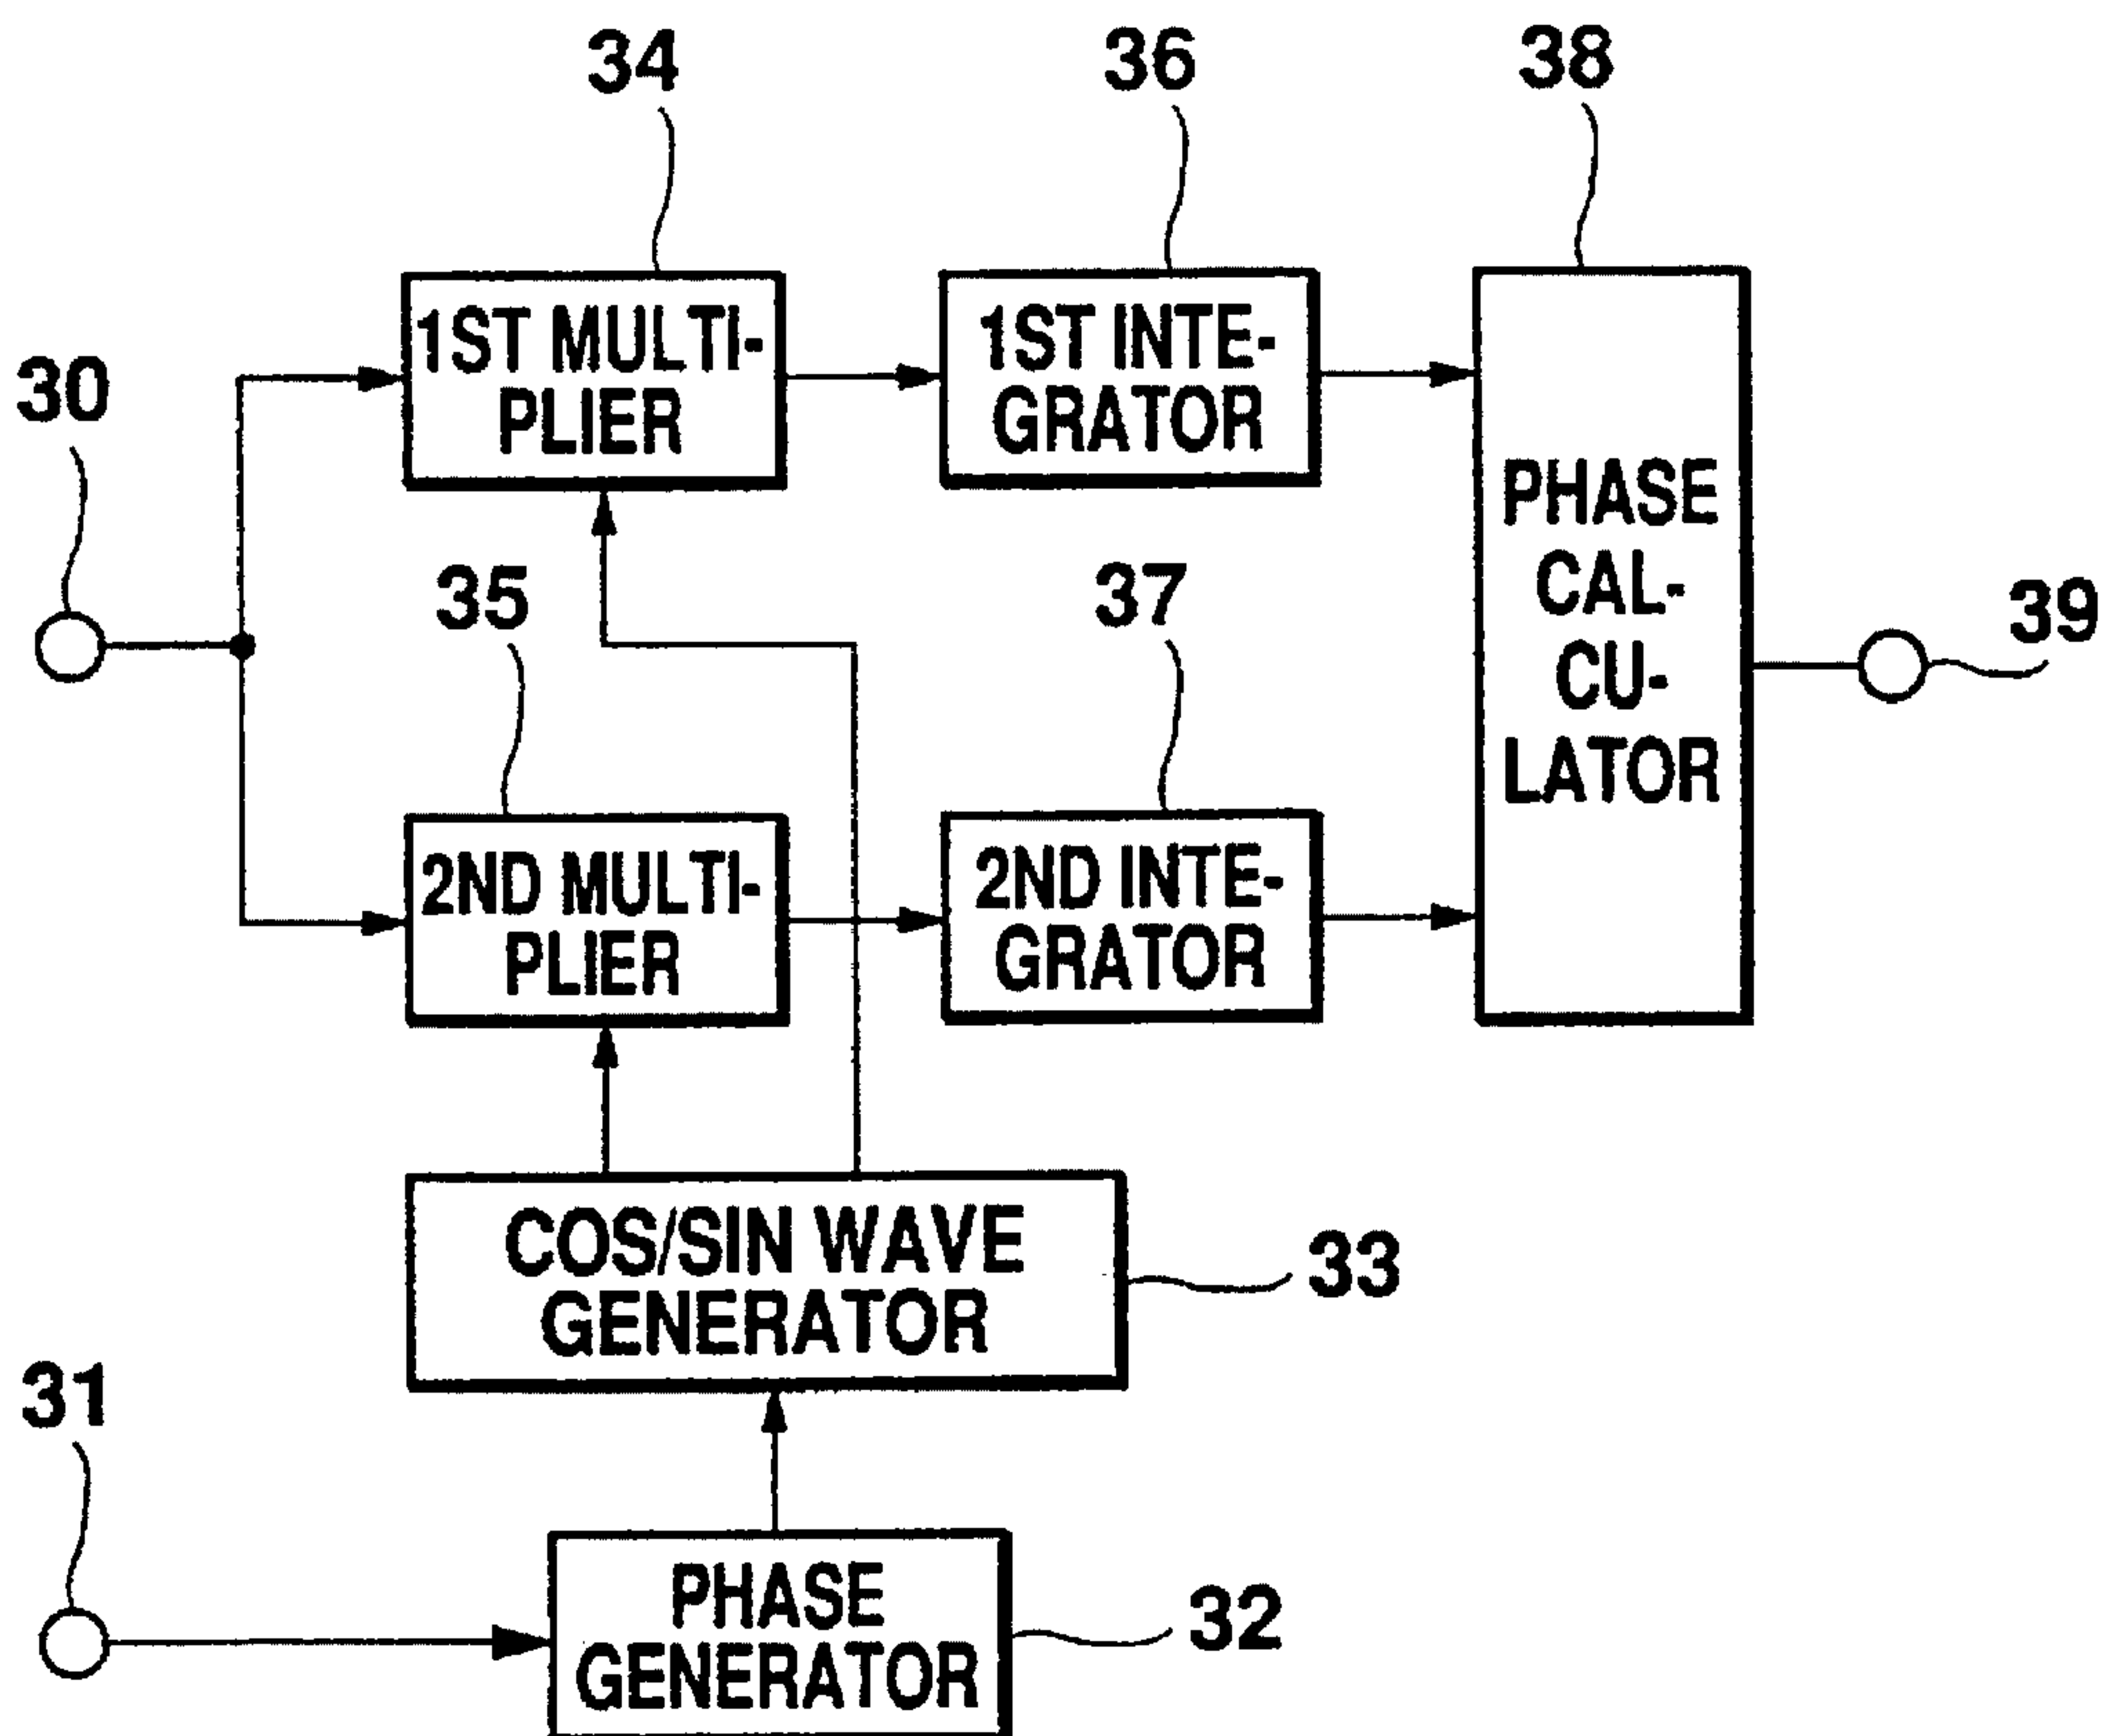 34
36
38
1ST MULTI-
PLIER
1ST INTE-
GRATOR
30
PHASE
CAL-
CU-
LATOR
35
37
39
2ND MULTI-
PLIER
2ND INTE-
GRATOR
COS/SIN WAVE
GENERATOR
33
31
PHASE
GENERATOR
32